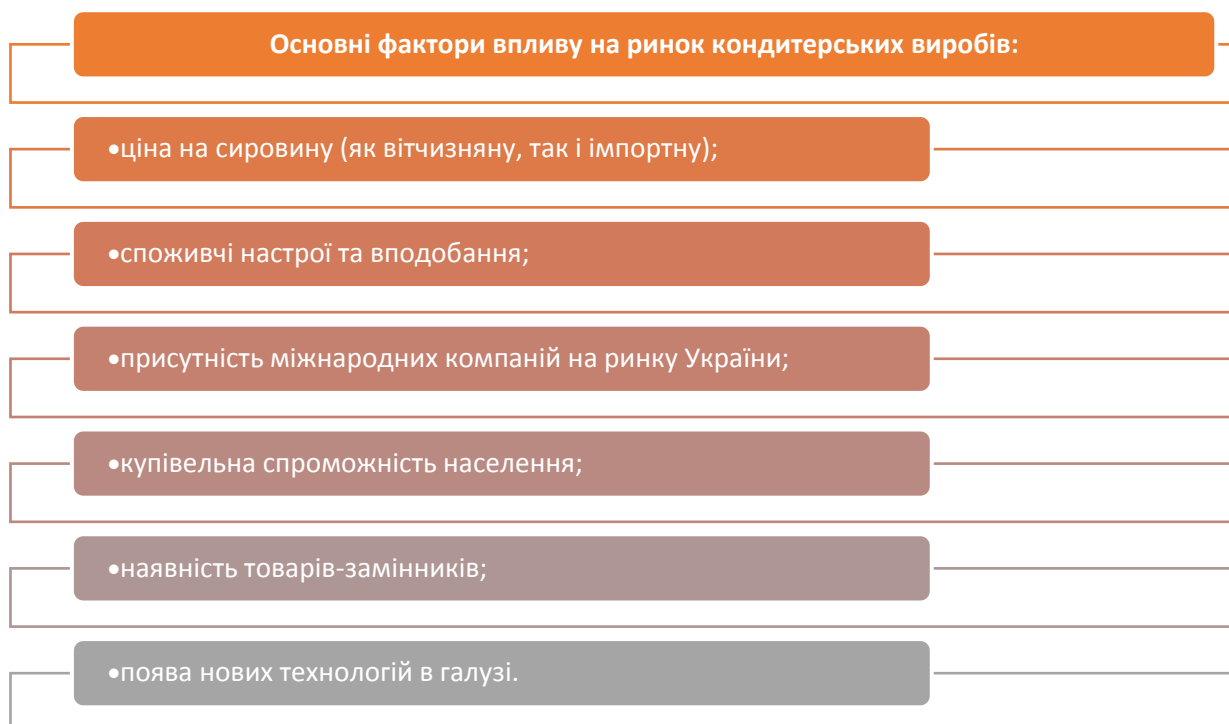 Основні фактори впливу на ринок кондитерських виробів:
•ціна на сировину (як вітчизняну, так і імпортну);
•споживчі настрої та вподобання;
•присутність міжнародних компаній на ринку України;
•купівельна спроможність населення;
•наявність товарів-замінників;
•поява нових технологій в галузі.